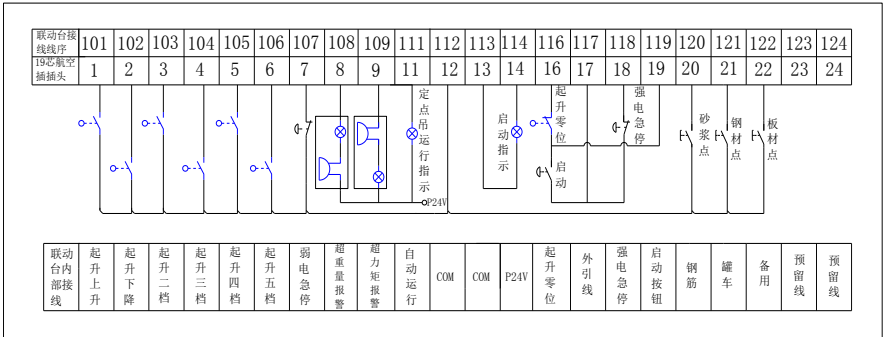 联动台接线线序 101 102 103 104 105 106 107 108 109 111 112 113 114 116 117 118 119 120 121 122 123 124
19芯航空插插头 1 2 3 4 5 6 7 8 9 11 12 13 14 16 17 18 19 20 21 22 23 24
定点吊运行指示
启动指示
起升零位
启动
强电急停
砂浆点
钢材点
板材点
P24V
联动台内部接线 起升上升 起升下降 起升二档 起升三档 起升四档 起升五档 弱电急停 超重量报警 超力矩报警 自动运行 COM COM P24V 起升零位 外引线 强电急停 启动按钮 钢筋 罐车 备用 预留线 预留线